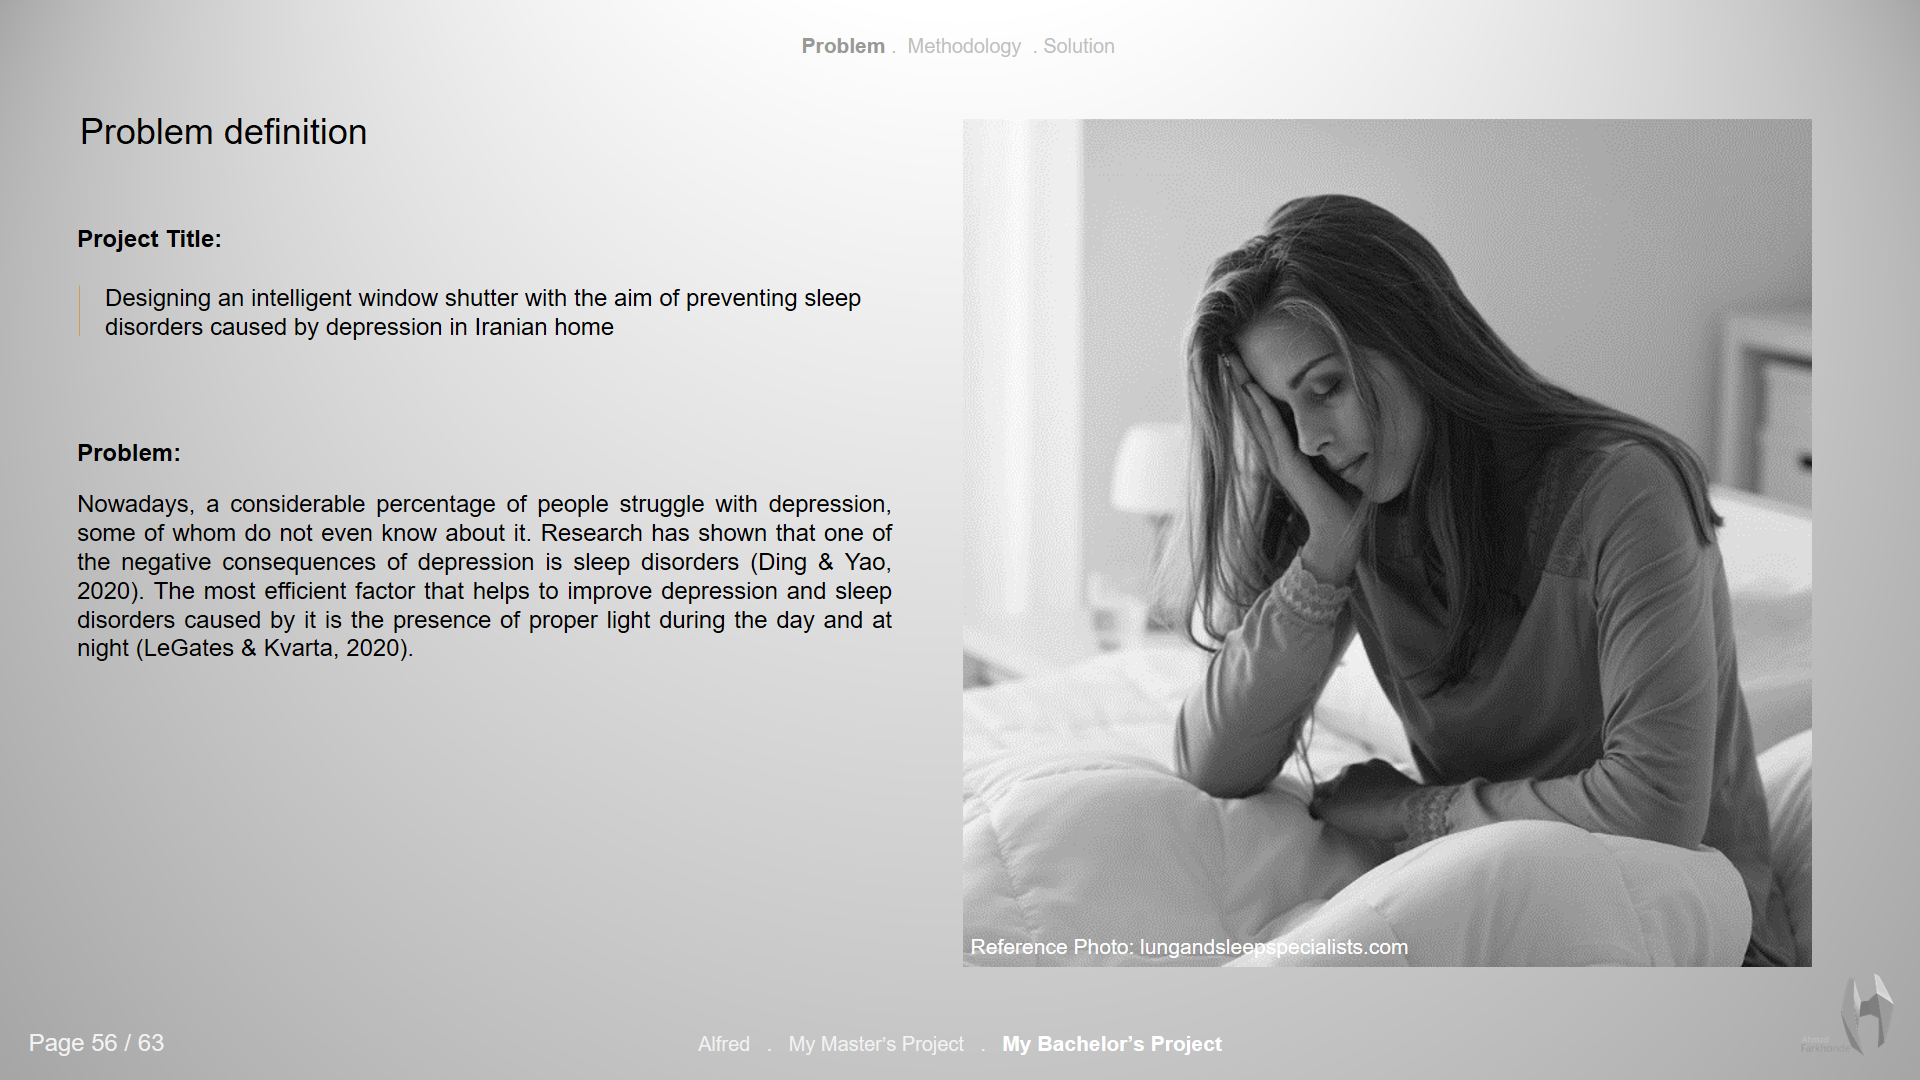 Problem . Methodology . Solution
Problem definition
Project Title:
Designing an intelligent window shutter with the aim of preventing sleep
disorders caused by depression in Iranian home
Problem:
Nowadays, a considerable percentage of people struggle with depression,
some of whom do not even know about it. Research has shown that one of
the negative consequences of depression is sleep disorders (Ding & Yao,
2020). The most efficient factor that helps to improve depression and sleep
disorders caused by it is the presence of proper light during the day and at
night (LeGates & Kvarta, 2020).
Reference Photo: lungandsleepspecialists.com
Page 56 / 63
Alfred . My Master's Project . My Bachelor’s Project